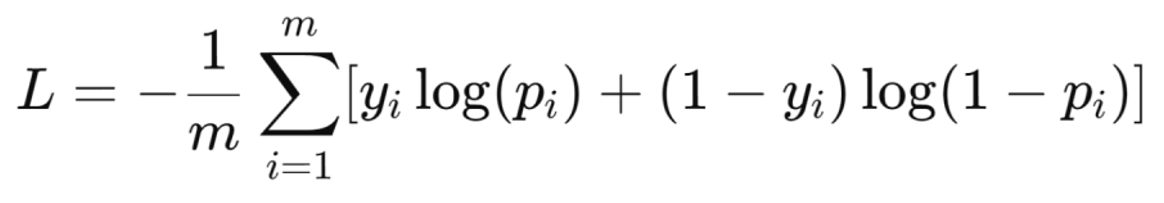 L = -\frac{1}{m} \sum_{i=1}^{m} [y_i \log(p_i) + (1 - y_i) \log(1 - p_i)]